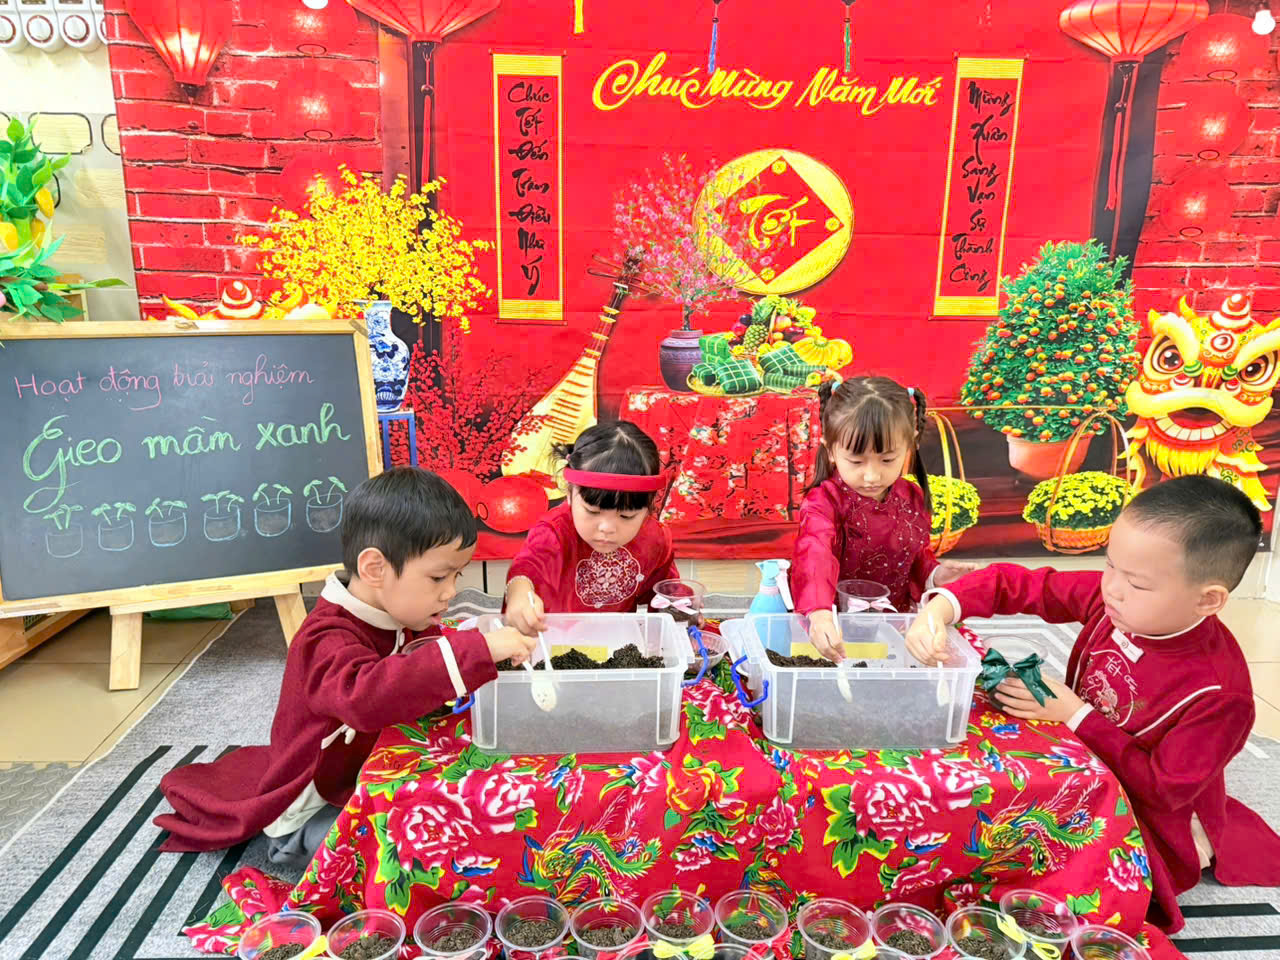 Chúc Mừng Năm Mới
Chúc
Tết
Đến
Trăm
Điều
Như
Ý
Tết
Mừng
Xuân
Sang
Vạn
Sự
Thành
Công
Hoạt động trải nghiệm
Gieo mầm xanh
Tết